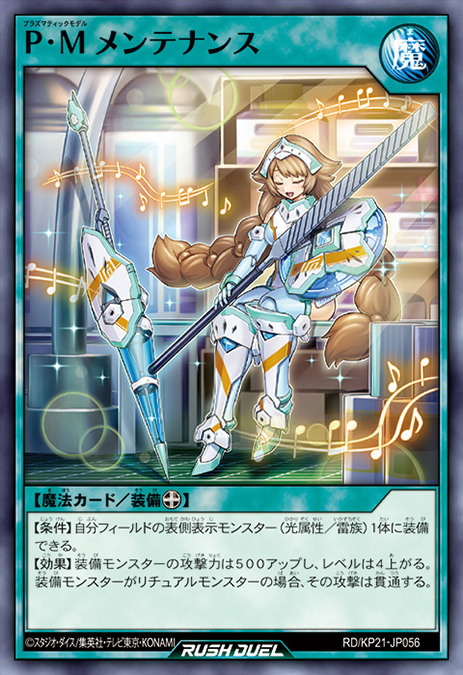 プラズマティックモデル
P・M メンテナンス
ま
魔
【魔法カード／装備】
【条件】自分フィールドの表側表示モンスター（光属性／雷族）1体に装備
できる。
【効果】装備モンスターの攻撃力は500アップし、レベルは4上がる。
装備モンスターがリチュアルモンスターの場合、その攻撃は貫通する。
©スタジオ・ダイス/集英社・テレビ東京・KONAMI
RUSH DUEL
RD/KP21-JP056